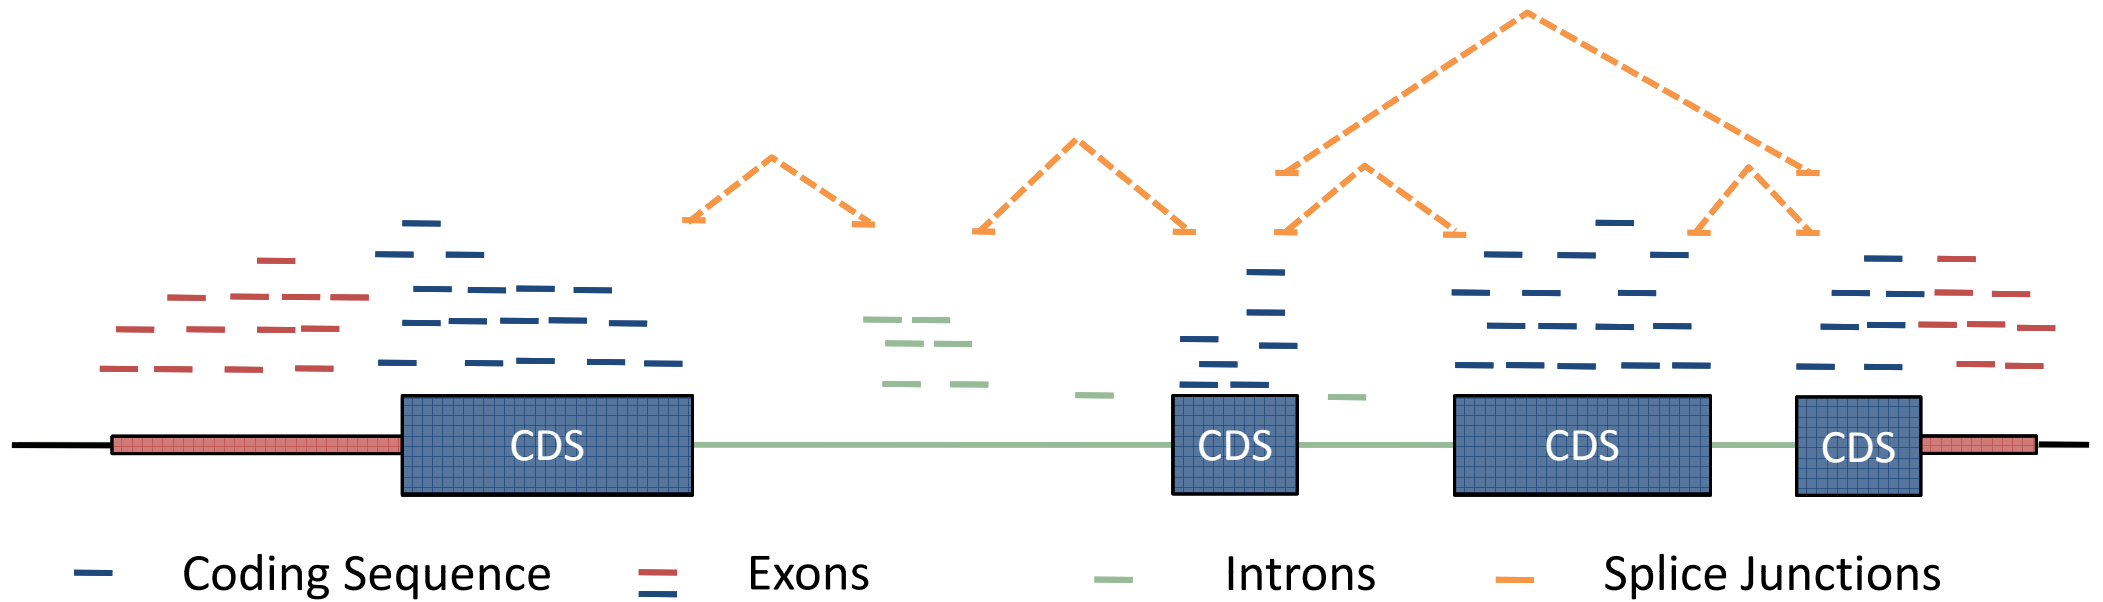 CDS CDS CDS CDS
Coding Sequence Exons Introns Splice Junctions